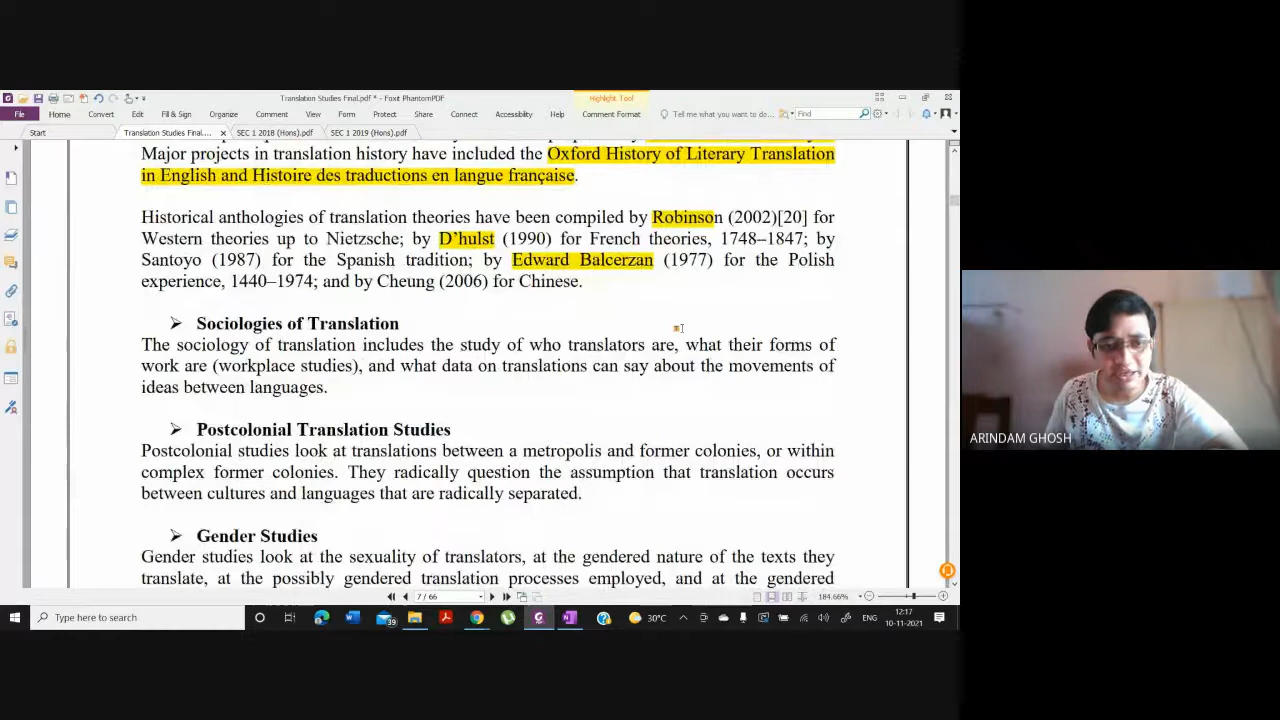 Translation Studies Final.pdf * - Foxit PhantomPDF
Highlight Tool
File Home Convert Fill & Sign Organize Comment View Form Protect Share Connect Accessibility Help Comment Format Tell me what you want to do... Find
Start Translation Studies Final.... SEC 1 2018 (Hons).pdf SEC 1 2019 (Hons).pdf
Major projects in translation history have included the Oxford History of Literary Translation
in English and Histoire des traductions en langue française.
Historical anthologies of translation theories have been compiled by Robinson (2002)[20] for
Western theories up to Nietzsche; by D’hulst (1990) for French theories, 1748–1847; by
Santoyo (1987) for the Spanish tradition; by Edward Balcerzan (1977) for the Polish
experience, 1440–1974; and by Cheung (2006) for Chinese.
➢ Sociologies of Translation
The sociology of translation includes the study of who translators are, what their forms of
work are (workplace studies), and what data on translations can say about the movements of
ideas between languages.
➢ Postcolonial Translation Studies
Postcolonial studies look at translations between a metropolis and former colonies, or within
complex former colonies. They radically question the assumption that translation occurs
between cultures and languages that are radically separated.
➢ Gender Studies
Gender studies look at the sexuality of translators, at the gendered nature of the texts they
translate, at the possibly gendered translation processes employed, and at the gendered
7 / 66
184.66%
Type here to search
39
30°C
ENG
12:17
10-11-2021
ARINDAM GHOSH